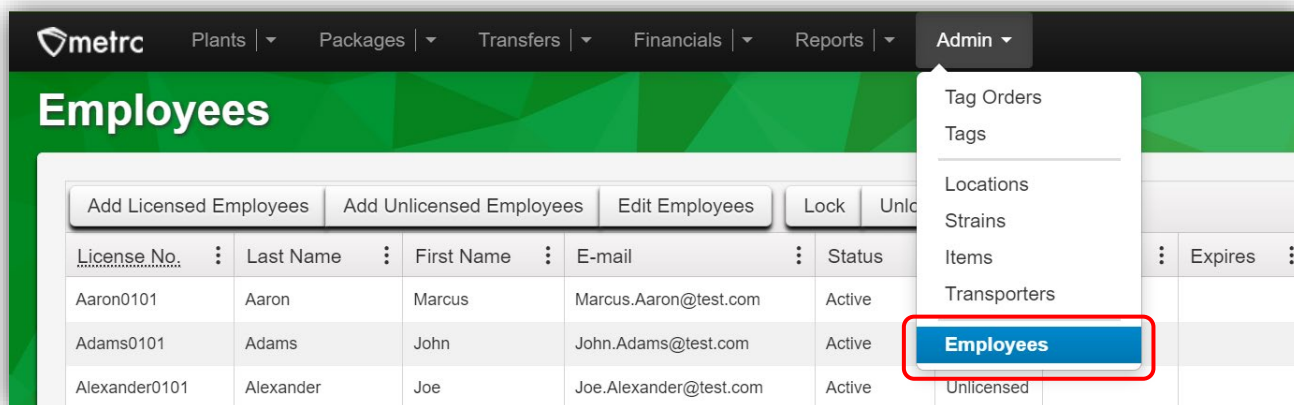 metrc Plants Packages Transfers Financials Reports Admin
Employees
Tag Orders
Tags
Locations
Strains
Items
Transporters
Employees
Add Licensed Employees Add Unlicensed Employees Edit Employees Lock Unlo
License No. Last Name First Name E-mail Status Expires
Aaron0101 Aaron Marcus Marcus.Aaron@test.com Active
Adams0101 Adams John John.Adams@test.com Active
Alexander0101 Alexander Joe Joe.Alexander@test.com Active Unlicensed